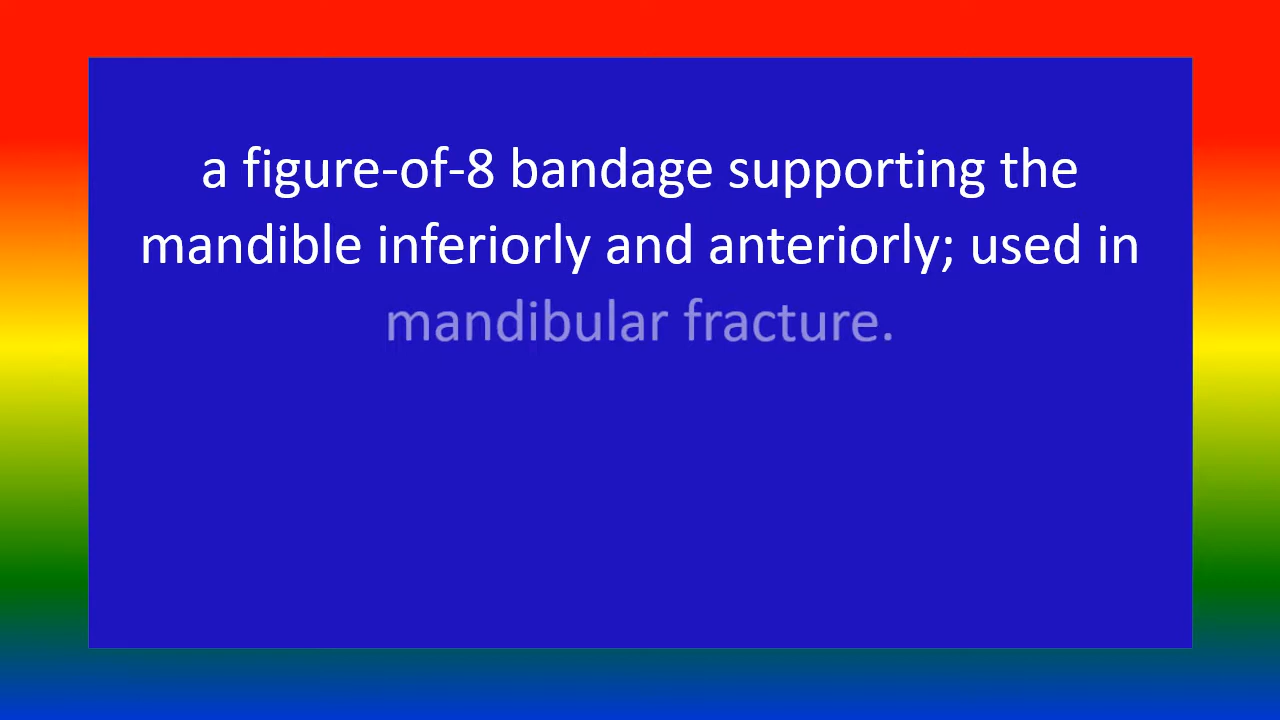 a figure-of-8 bandage supporting the
mandible inferiorly and anteriorly; used in
mandibular fracture.